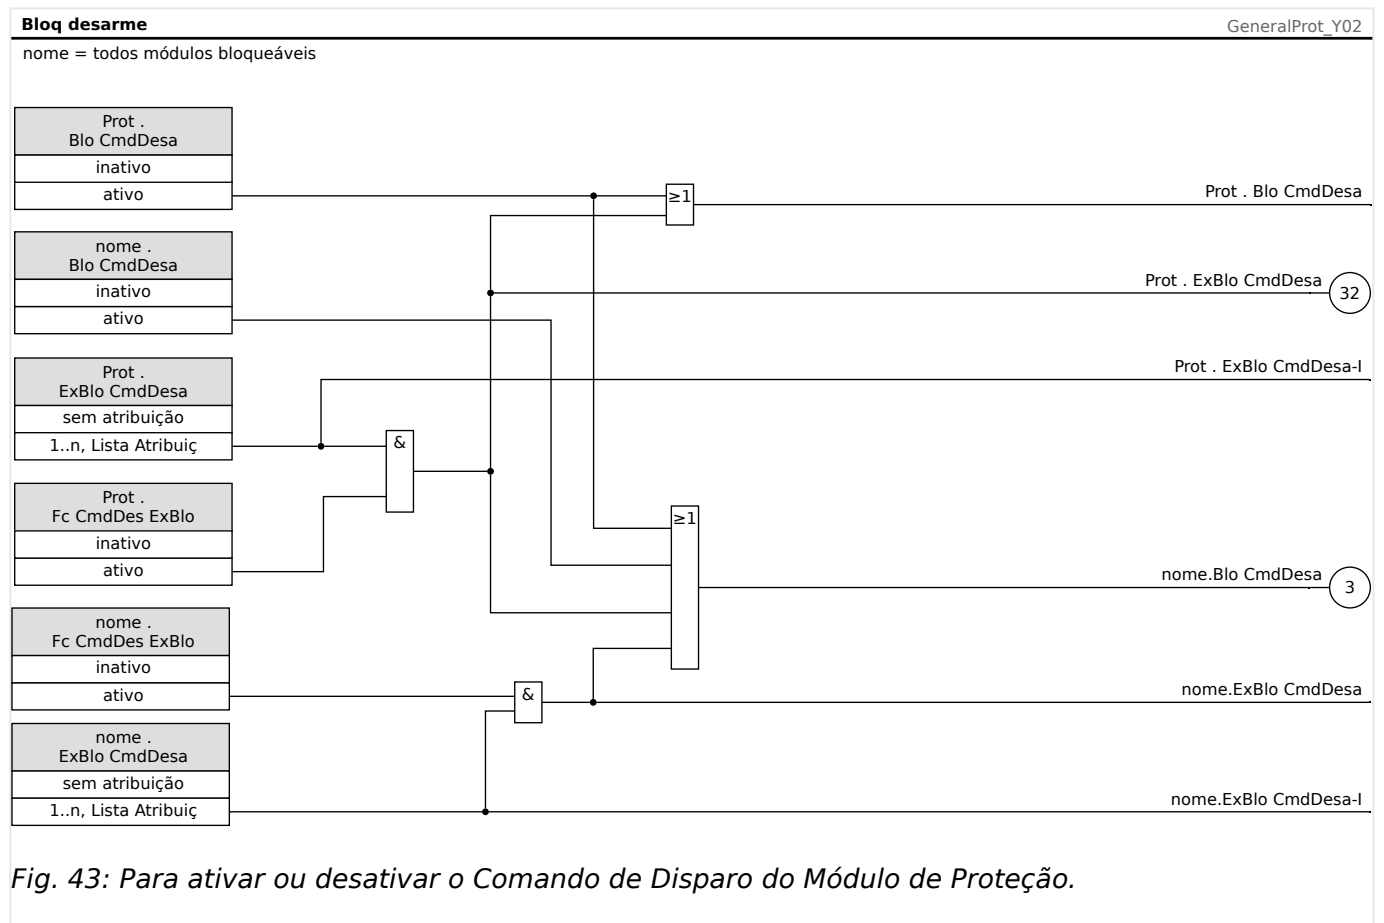 Bloq desarme
GeneralProt_Y02
nome = todos módulos bloqueáveis
Prot .
Blo CmdDesa
inativo
ativo
≥1
Prot . Blo CmdDesa
nome .
Blo CmdDesa
inativo
ativo
Prot . ExBlo CmdDesa
32
Prot .
ExBlo CmdDesa
sem atribuição
1..n, Lista Atribuiç
Prot . ExBlo CmdDesa-I
&
Prot .
Fc CmdDes ExBlo
inativo
ativo
≥1
nome.Blo CmdDesa
3
nome .
Fc CmdDes ExBlo
inativo
ativo
&
nome.ExBlo CmdDesa
nome .
ExBlo CmdDesa
sem atribuição
1..n, Lista Atribuiç
nome.ExBlo CmdDesa-I
Fig. 43: Para ativar ou desativar o Comando de Disparo do Módulo de Proteção.